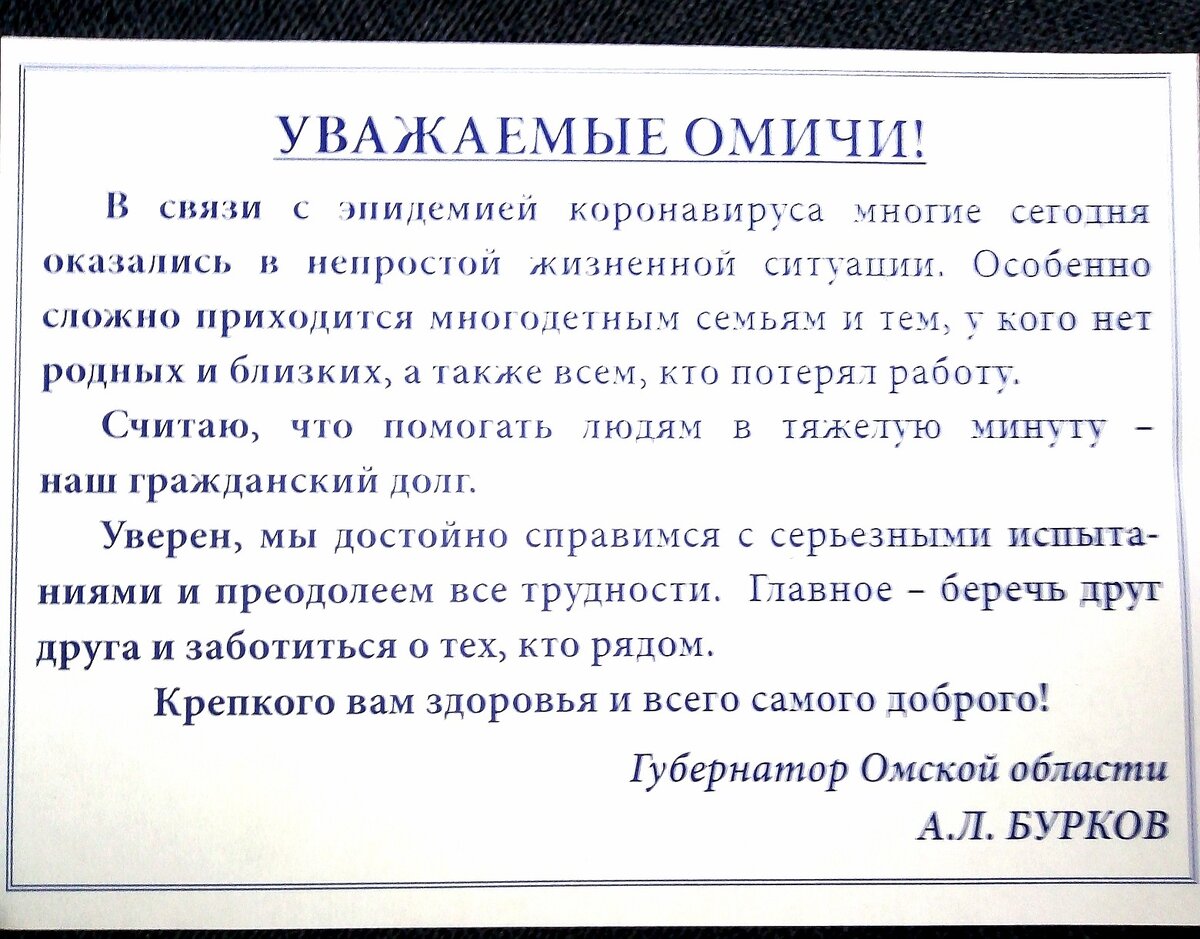 УВАЖАЕМЫЕ ОМИЧИ!
В связи с эпидемией коронавируса многие сегодня
оказались в непростой жизненной ситуации. Особенно
сложно приходится многодетным семьям и тем, у кого нет
родных и близких, а также всем, кто потерял работу.
Считаю, что помогать людям в тяжелую минуту –
наш гражданский долг.
Уверен, мы достойно справимся с серьезными испыта-
ниями и преодолеем все трудности. Главное – беречь друг
друга и заботиться о тех, кто рядом.
Крепкого вам здоровья и всего самого доброго!
Губернатор Омской области
А.Л. БУРКОВ